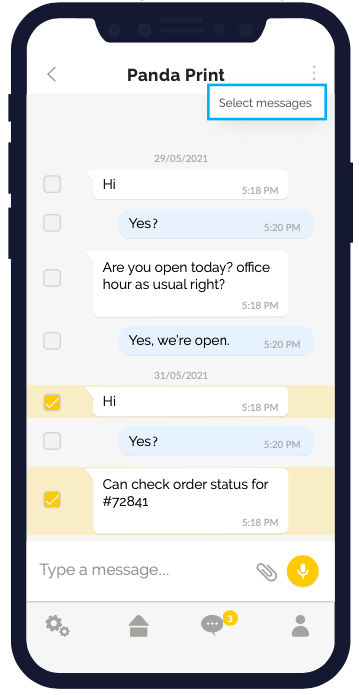 Panda Print
Select messages
29/05/2021
Hi
5:18 PM
Yes?
5:20 PM
Are you open today? office
hour as usual right?
5:18 PM
Yes, we're open.
5:20 PM
31/05/2021
Hi
5:18 PM
Yes?
5:20 PM
Can check order status for
#72841
5:18 PM
Type a message...
3